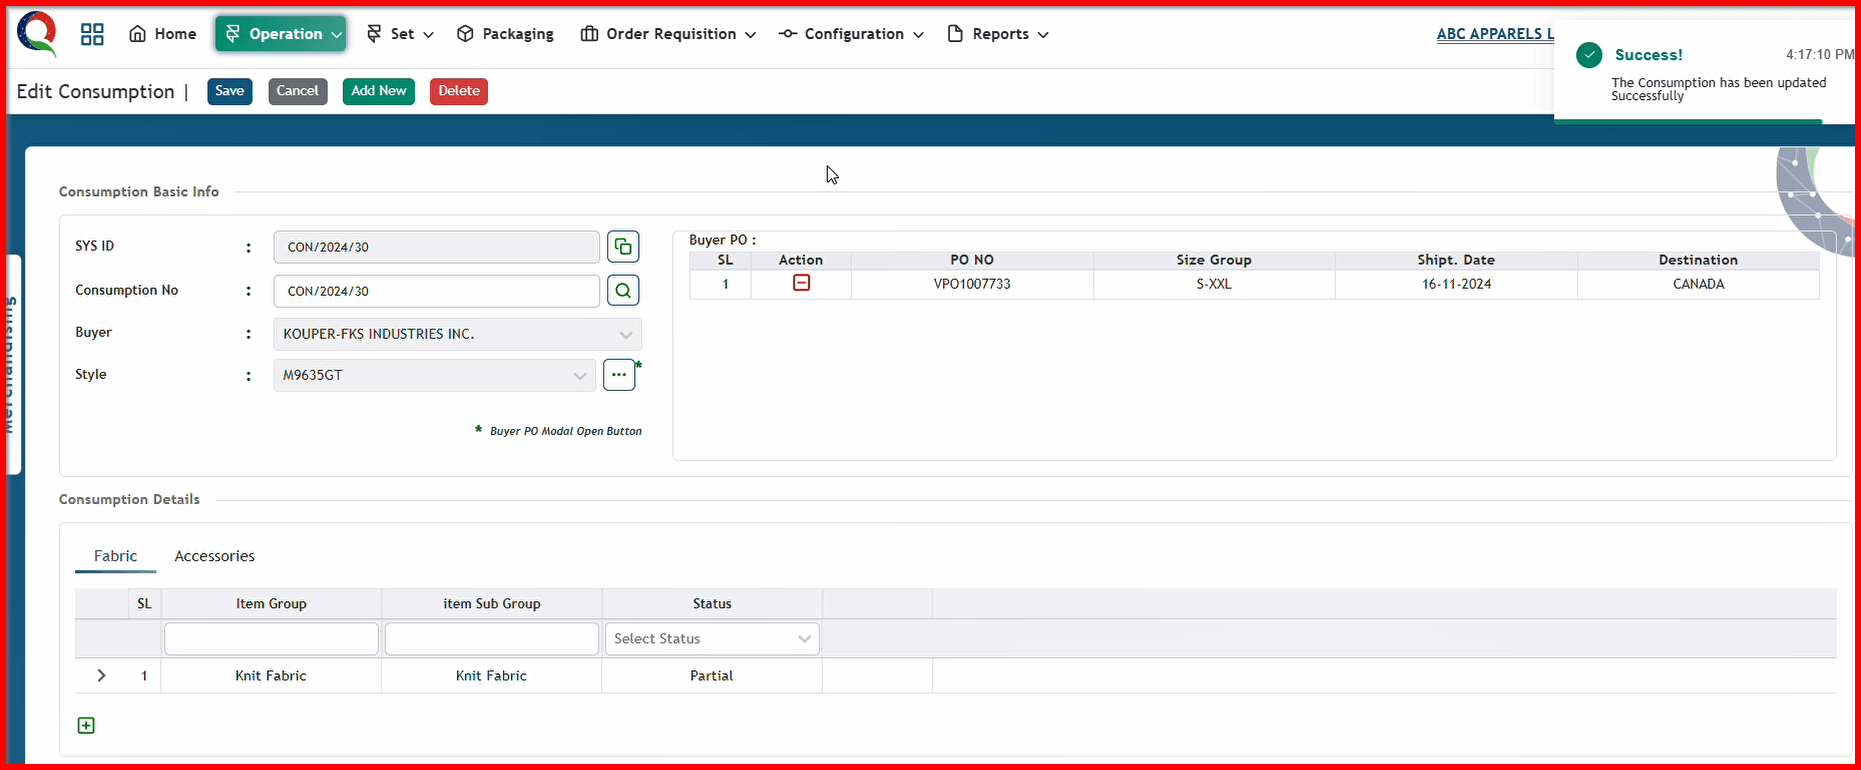 Home Operation Set Packaging Order Requisition Configuration Reports ABC APPARELS L
Success! 4:17:10 PM
The Consumption has been updated
Successfully
Edit Consumption | Save Cancel Add New Delete
Merchandising
Consumption Basic Info
SYS ID : CON/2024/30
Consumption No : CON/2024/30
Buyer : KOUPER-FKS INDUSTRIES INC.
Style : M9635GT ... *
* Buyer PO Modal Open Button
Buyer PO :
SL Action PO NO Size Group Shipt. Date Destination
1 VPO1007733 S-XXL 16-11-2024 CANADA
Consumption Details
Fabric Accessories
SL Item Group item Sub Group Status
Select Status
1 Knit Fabric Knit Fabric Partial